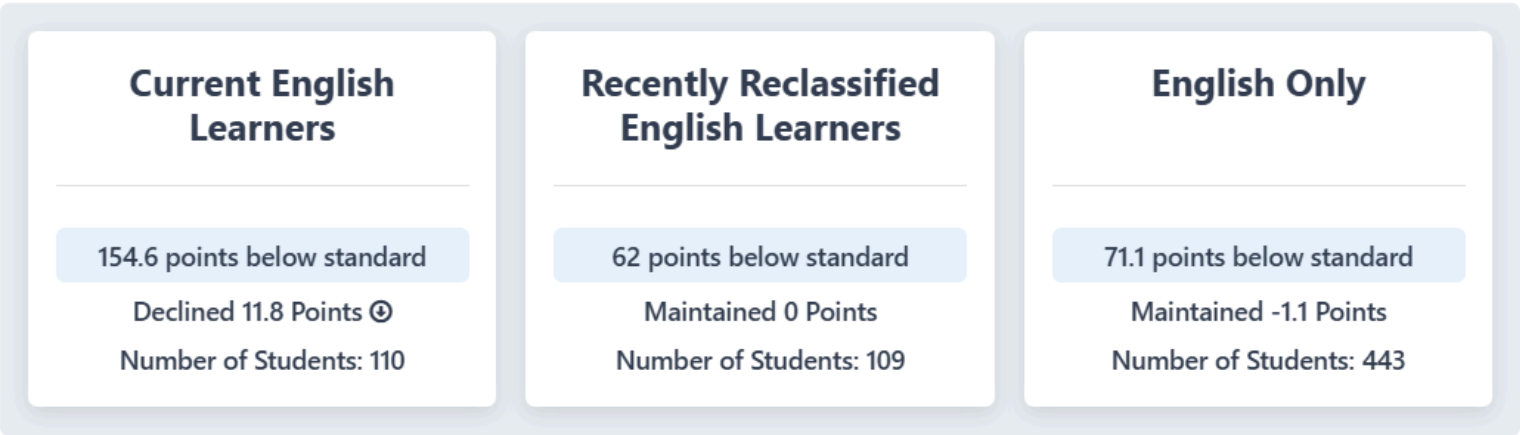 Current English
Learners
154.6 points below standard
Declined 11.8 Points
Number of Students: 110
Recently Reclassified
English Learners
62 points below standard
Maintained 0 Points
Number of Students: 109
English Only
71.1 points below standard
Maintained -1.1 Points
Number of Students: 443